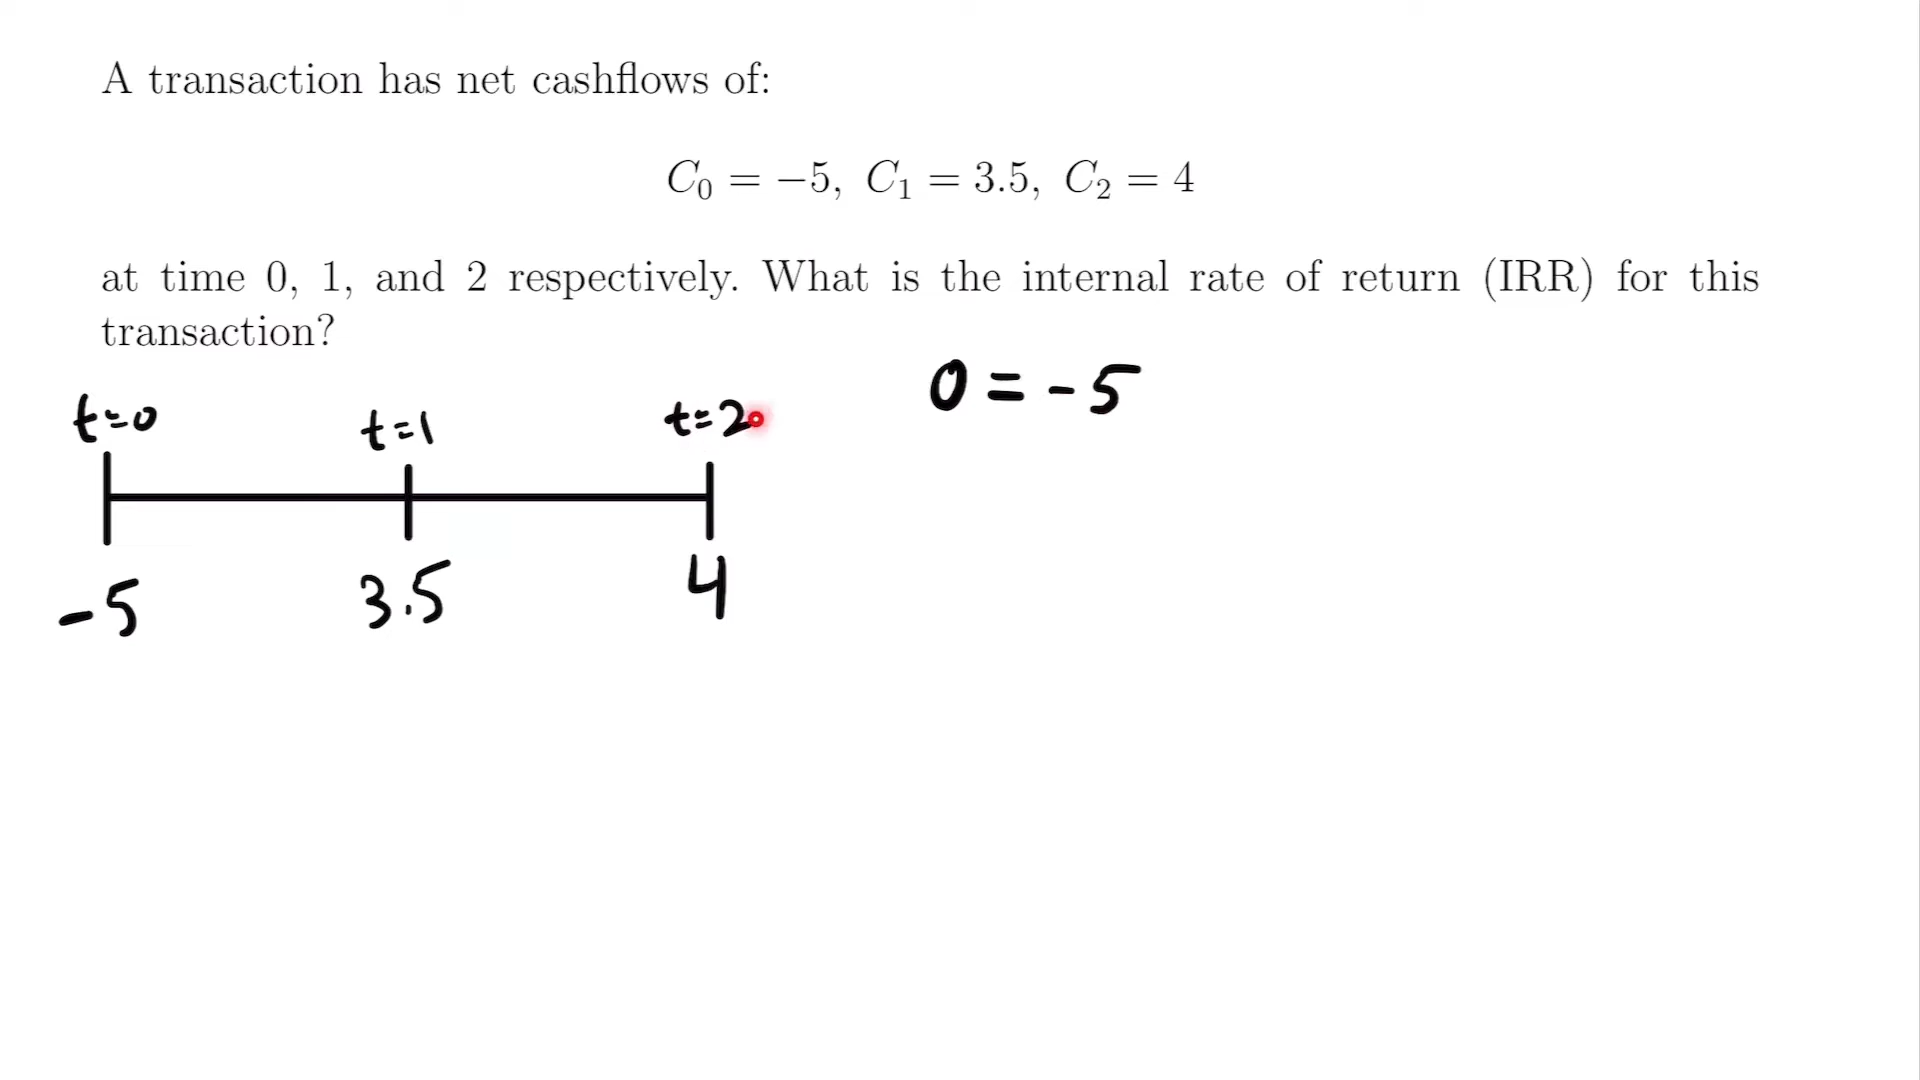 A transaction has net cashflows of:
C₀ = −5, C₁ = 3.5, C₂ = 4
at time 0, 1, and 2 respectively. What is the internal rate of return (IRR) for this
transaction?
0 = - 5
t=0 t=1 t=2
-5 3.5 4